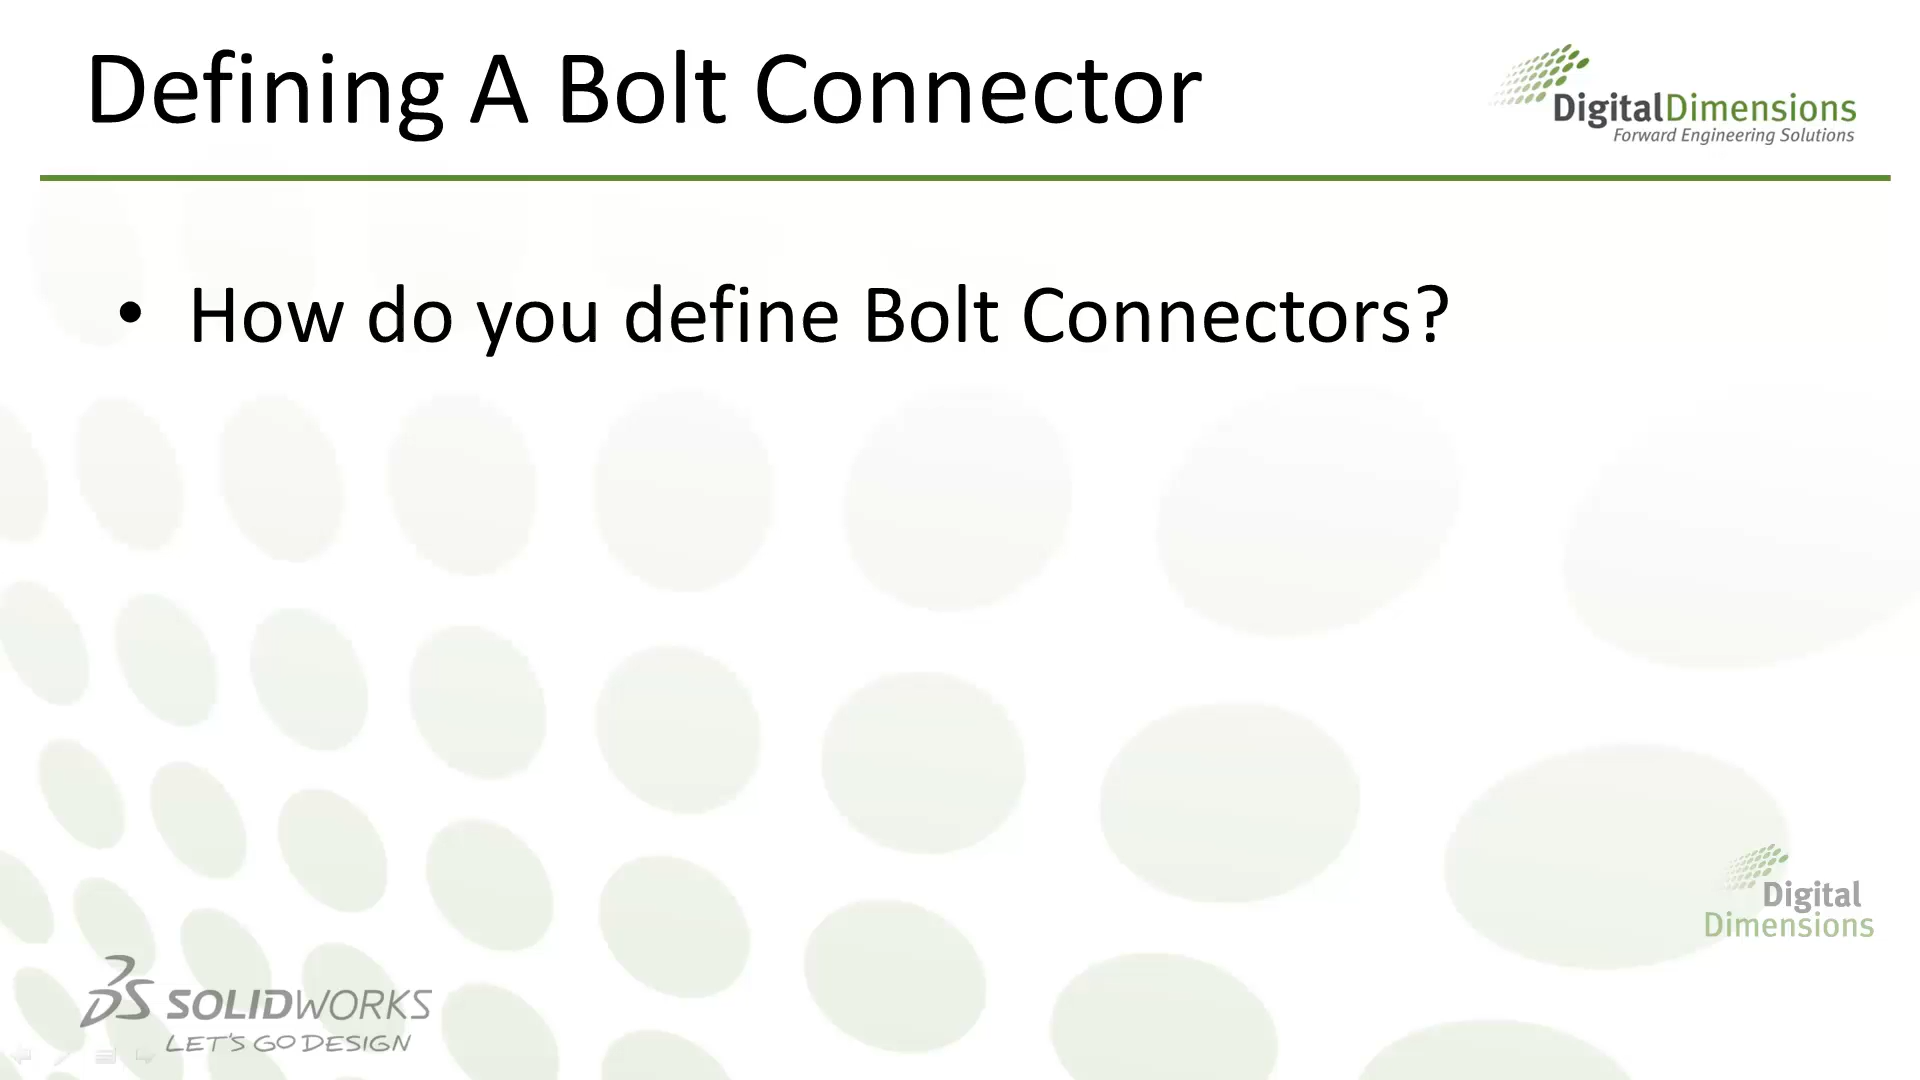 Defining A Bolt Connector
DigitalDimensions
Forward Engineering Solutions
• How do you define Bolt Connectors?
Digital
Dimensions
SOLIDWORKS
LET'S GO DESIGN